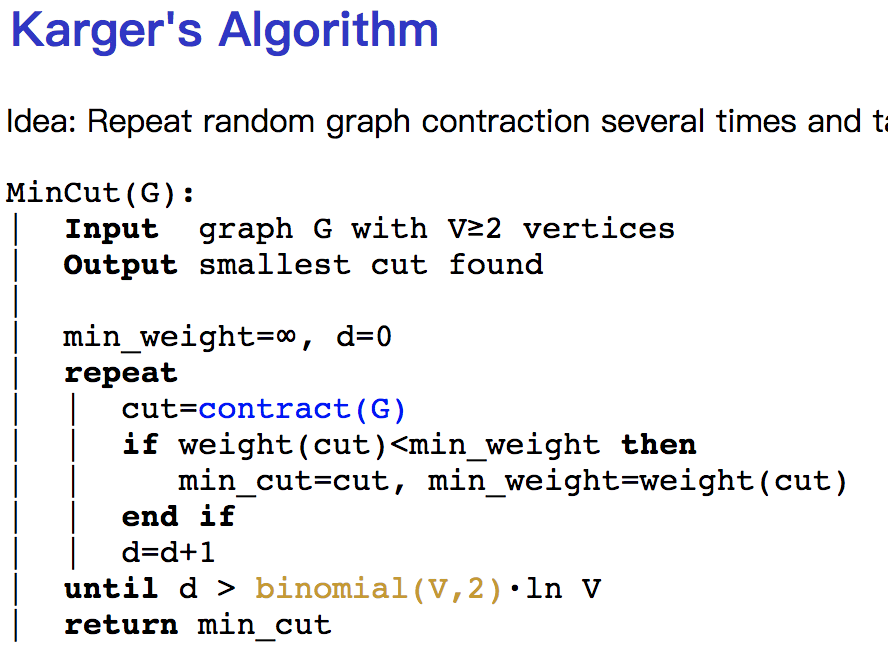 Karger's Algorithm
Idea: Repeat random graph contraction several times and
MinCut(G):
| Input graph G with V≥2 vertices
| Output smallest cut found
|
| min_weight=∞, d=0
| repeat
| | cut=contract(G)
| | if weight(cut)<min_weight then
| | min_cut=cut, min_weight=weight(cut)
| | end if
| | d=d+1
| until d > binomial(V,2)·ln V
| return min_cut